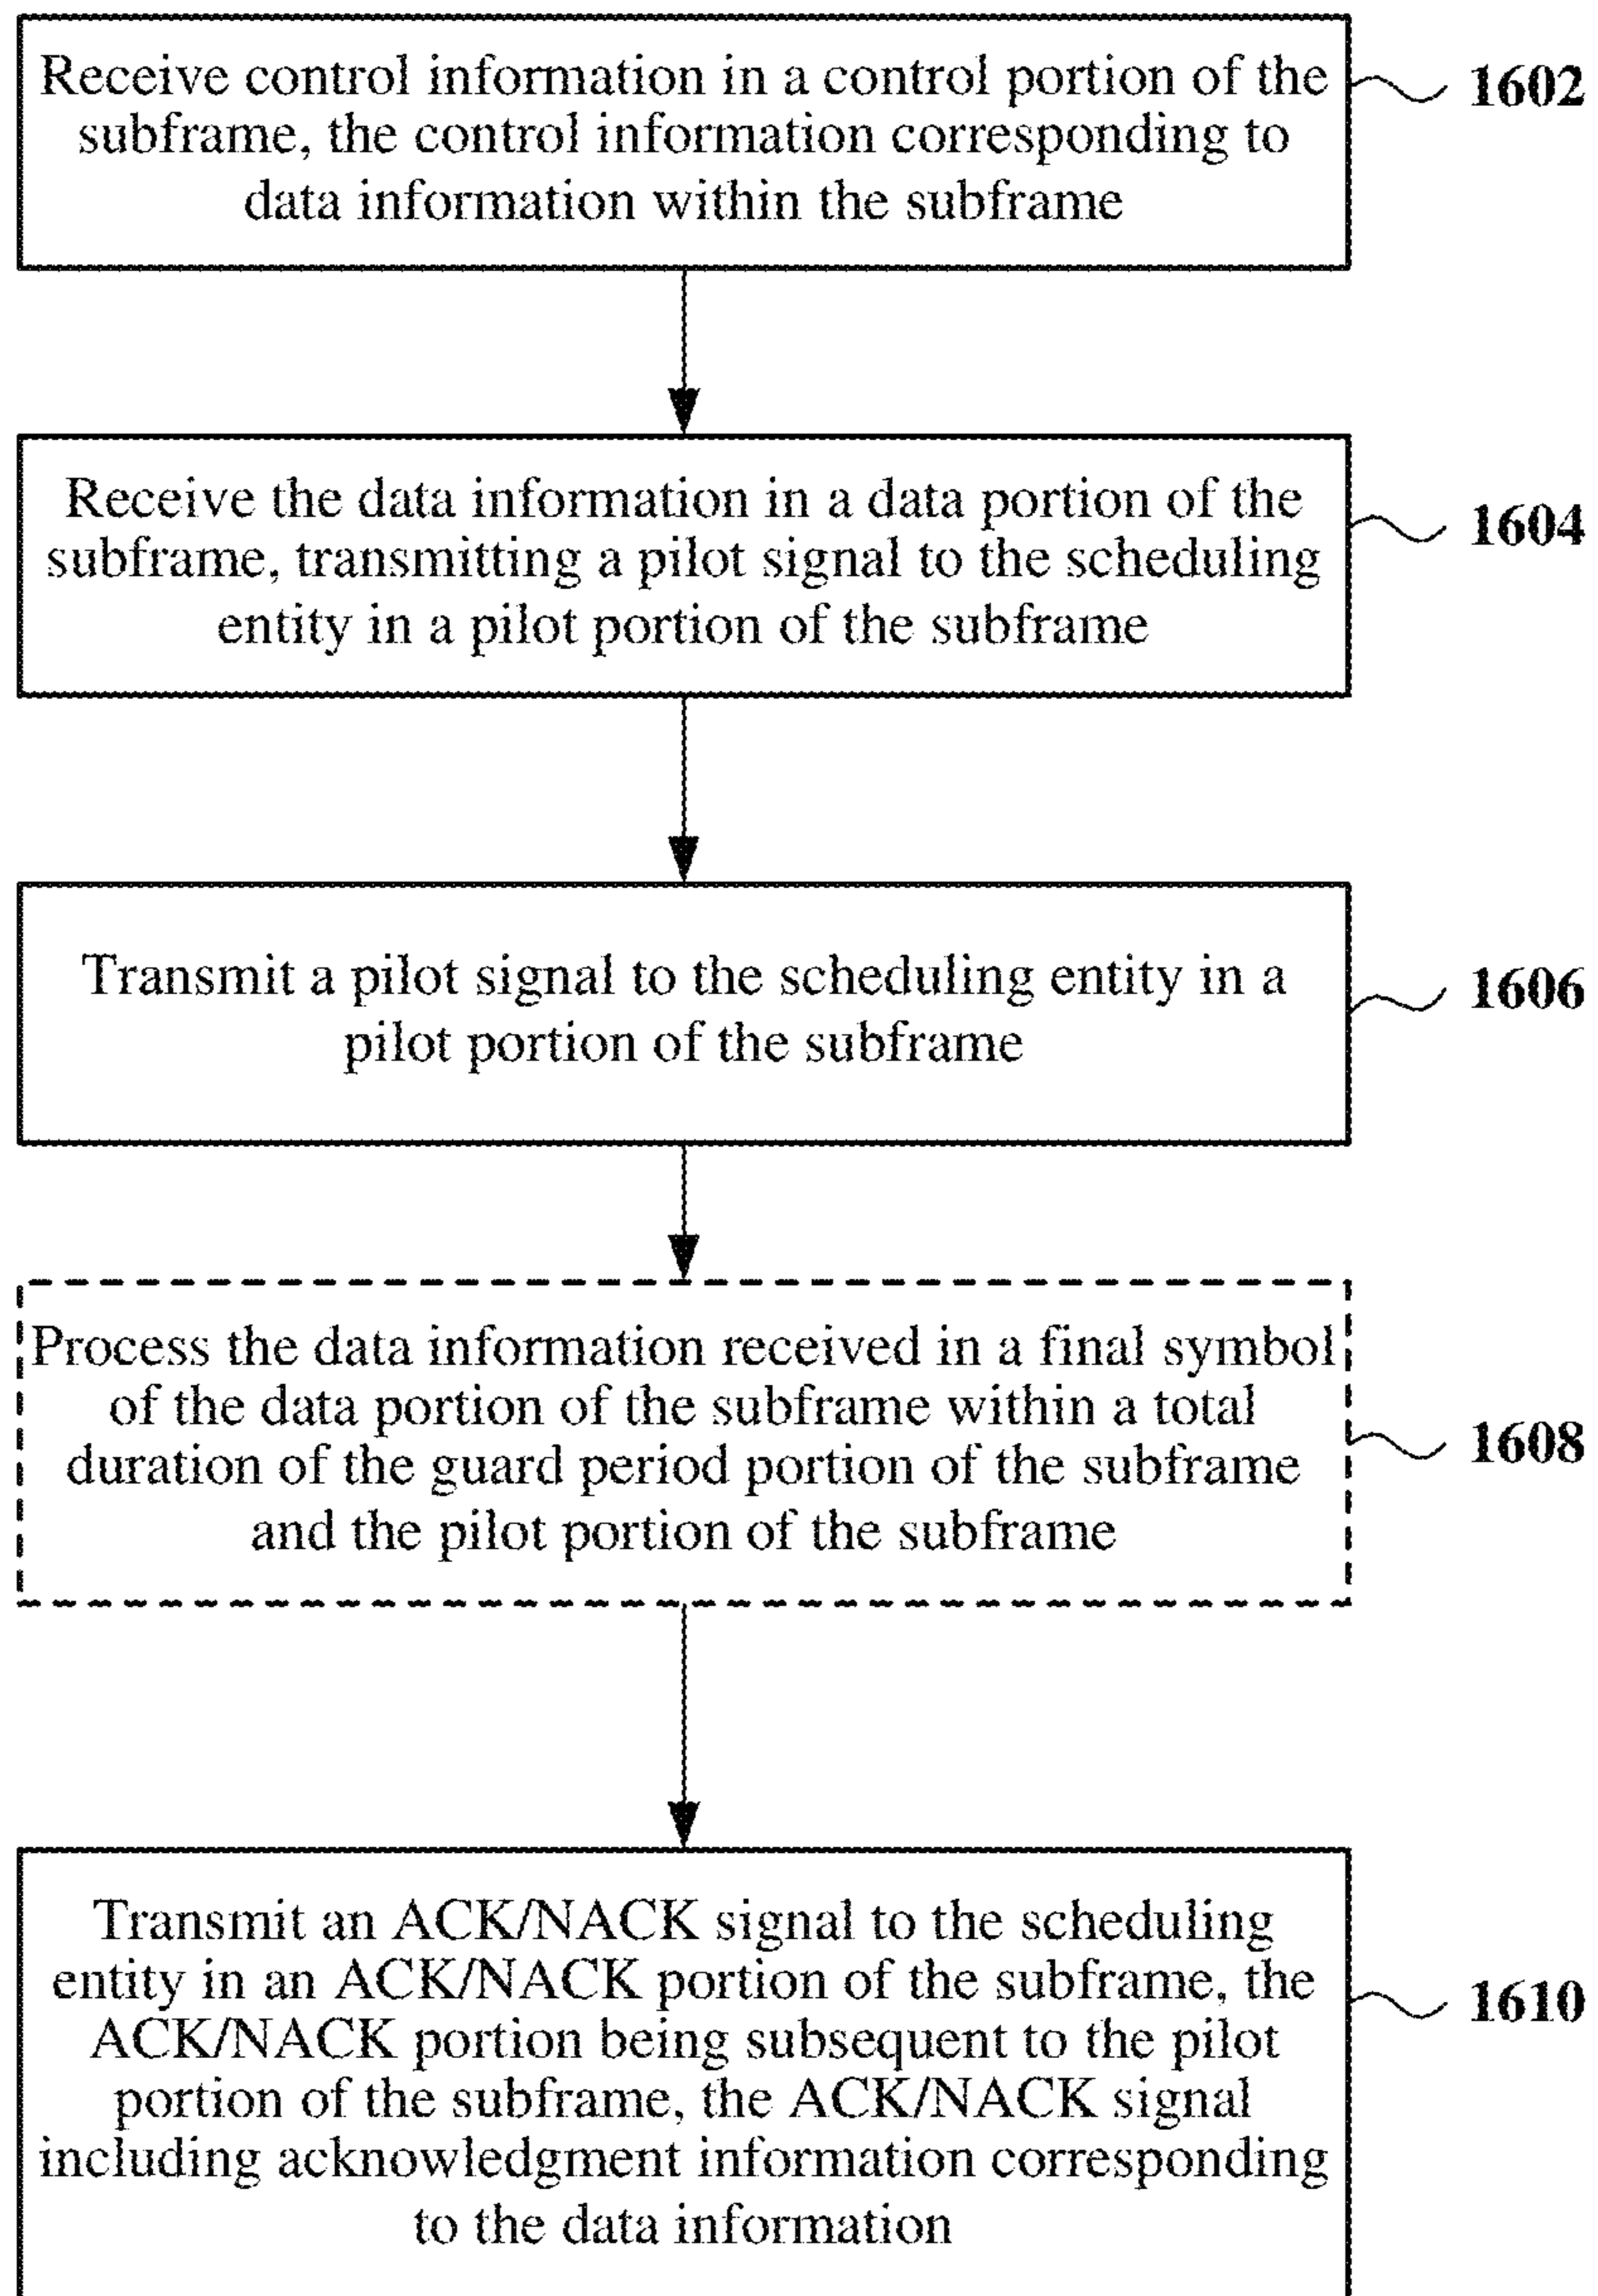 Receive control information in a control portion of the
subframe, the control information corresponding to
data information within the subframe
1602
Receive the data information in a data portion of the
subframe, transmitting a pilot signal to the scheduling
entity in a pilot portion of the subframe
1604
Transmit a pilot signal to the scheduling entity in a
pilot portion of the subframe
1606
Process the data information received in a final symbol
of the data portion of the subframe within a total
duration of the guard period portion of the subframe
and the pilot portion of the subframe
1608
Transmit an ACK/NACK signal to the scheduling
entity in an ACK/NACK portion of the subframe, the
ACK/NACK portion being subsequent to the pilot
portion of the subframe, the ACK/NACK signal
including acknowledgment information corresponding
to the data information
1610